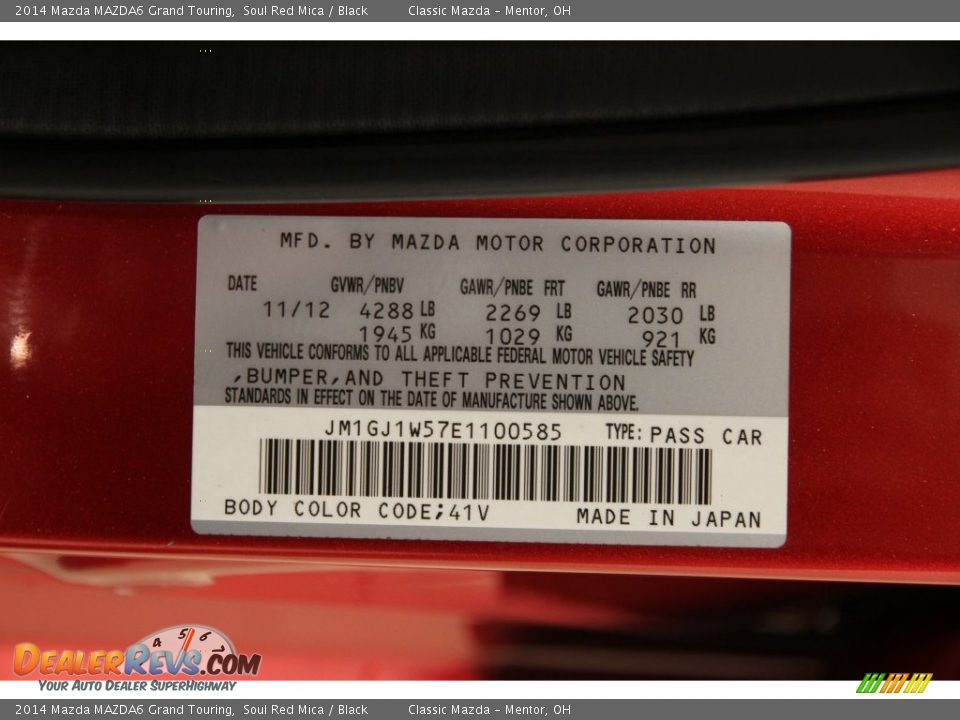 2014 Mazda MAZDA6 Grand Touring, Soul Red Mica / Black Classic Mazda - Mentor, OH
MFD. BY MAZDA MOTOR CORPORATION
DATE GVWR/PNBV GAWR/PNBE FRT GAWR/PNBE RR
11/12 4288 LB 2269 LB 2030 LB
1945 KG 1029 KG 921 KG
THIS VEHICLE CONFORMS TO ALL APPLICABLE FEDERAL MOTOR VEHICLE SAFETY
,BUMPER,AND THEFT PREVENTION
STANDARDS IN EFFECT ON THE DATE OF MANUFACTURE SHOWN ABOVE.
JM1GJ1W57E1100585 TYPE: PASS CAR
BODY COLOR CODE;41V MADE IN JAPAN
4 5 6
DEALERREVS.COM
YOUR AUTO DEALER SUPERHIGHWAY
2014 Mazda MAZDA6 Grand Touring, Soul Red Mica / Black Classic Mazda - Mentor, OH